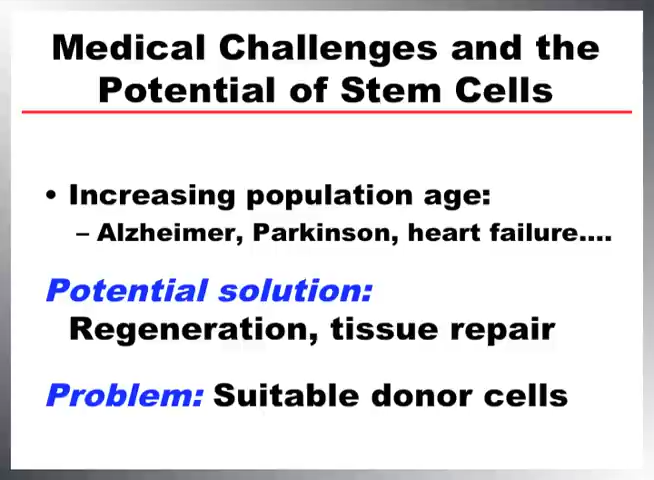 Medical Challenges and the
Potential of Stem Cells
• Increasing population age:
– Alzheimer, Parkinson, heart failure....
Potential solution:
Regeneration, tissue repair
Problem: Suitable donor cells